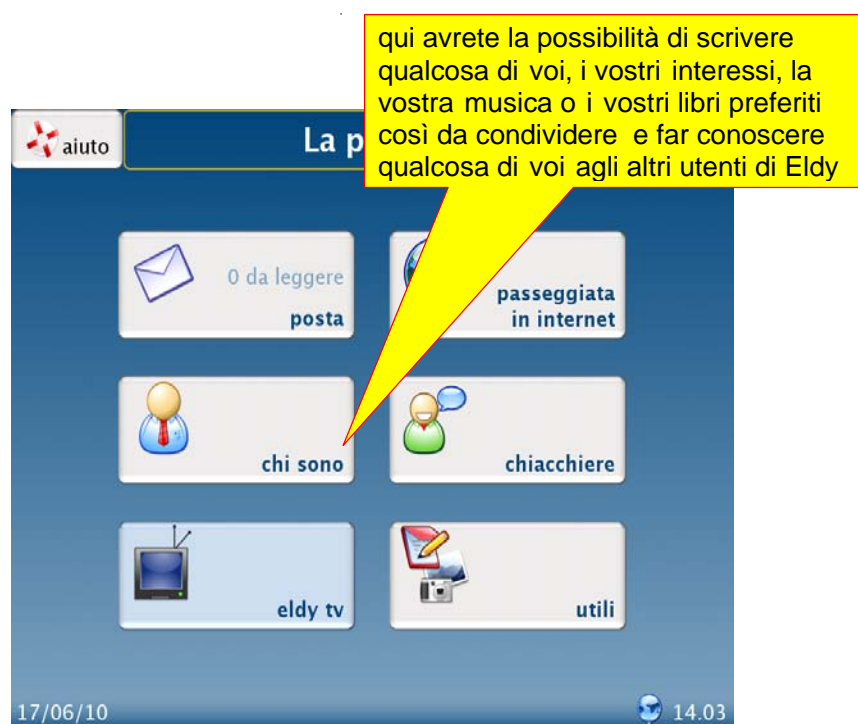 qui avrete la possibilità di scrivere
qualcosa di voi, i vostri interessi, la
vostra musica o i vostri libri preferiti
così da condividere e far conoscere
qualcosa di voi agli altri utenti di Eldy
aiuto
La p
0 da leggere
posta
passeggiata
in internet
chi sono
chiacchiere
eldy tv
utili
17/06/10
14.03